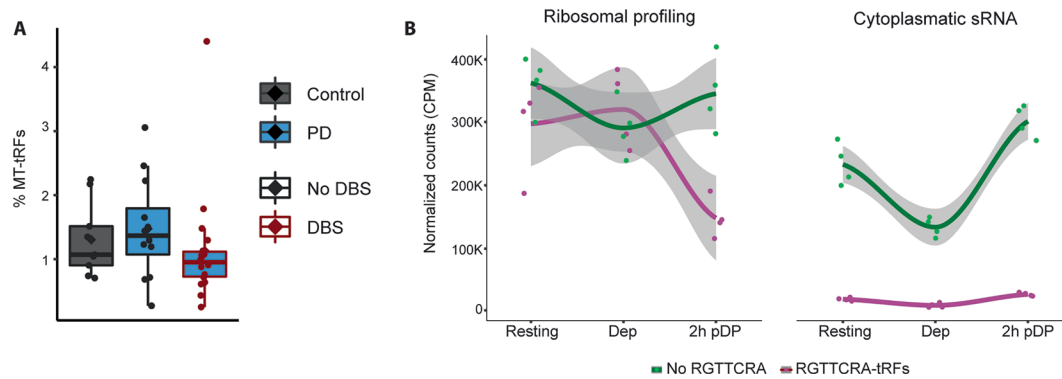 A
% MT-tRFs
4
3
2
1
Control
PD
No DBS
DBS
B
Ribosomal profiling
Cytoplasmatic sRNA
Normalized counts (CPM)
400K
300K
200K
100K
0
Resting
Dep
2h pDP
Resting
Dep
2h pDP
No RGTTCRA
RGTTCRA-tRFs